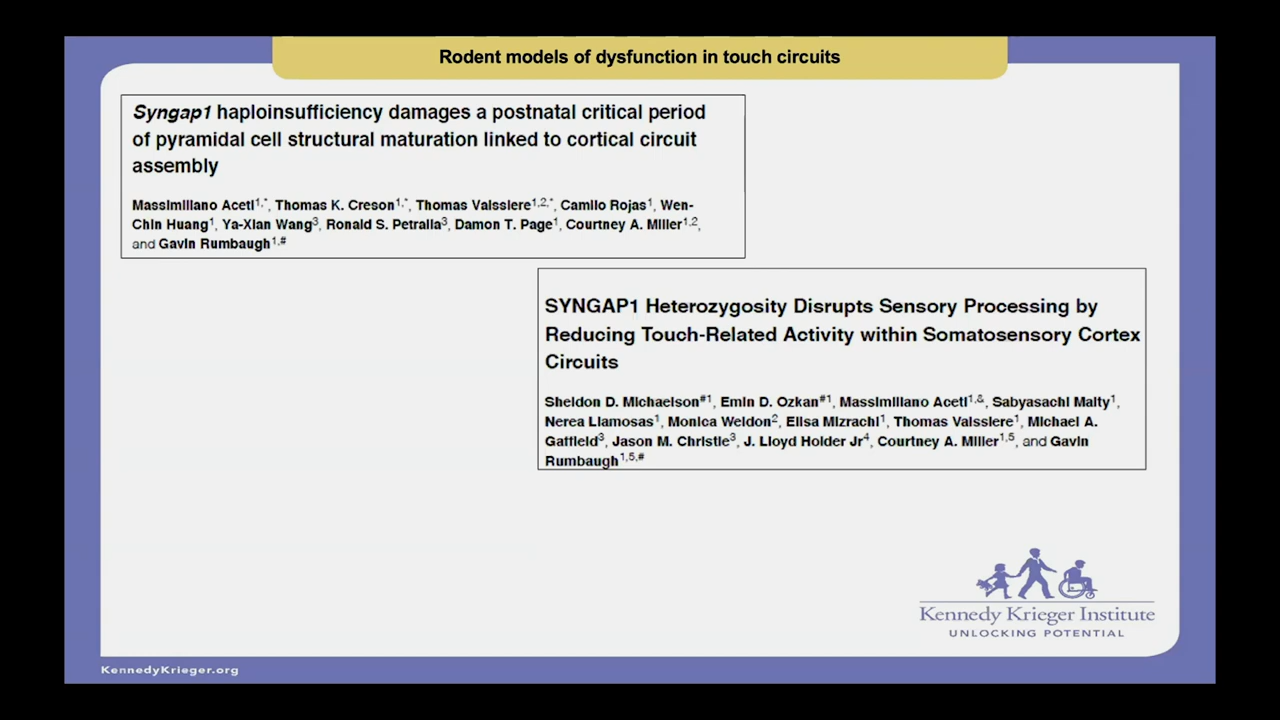 Rodent models of dysfunction in touch circuits
Syngap1 haploinsufficiency damages a postnatal critical period
of pyramidal cell structural maturation linked to cortical circuit
assembly
Massimiliano Aceti1,*, Thomas K. Creson1,*, Thomas Vaissiere1,2,*, Camilo Rojas1, Wen-
Chin Huang1, Ya-Xian Wang3, Ronald S. Petralia3, Damon T. Page1, Courtney A. Miller1,2,
and Gavin Rumbaugh1,#
SYNGAP1 Heterozygosity Disrupts Sensory Processing by
Reducing Touch-Related Activity within Somatosensory Cortex
Circuits
Sheldon D. Michaelson#1, Emin D. Ozkan#1, Massimiliano Aceti1,&, Sabyasachi Maity1,
Nerea Llamosas1, Monica Weldon2, Elisa Mizrachi1, Thomas Vaissiere1, Michael A.
Gaffield3, Jason M. Christie3, J. Lloyd Holder Jr4, Courtney A. Miller1,5, and Gavin
Rumbaugh1,5,#
Kennedy Krieger Institute
UNLOCKING POTENTIAL
KennedyKrieger.org